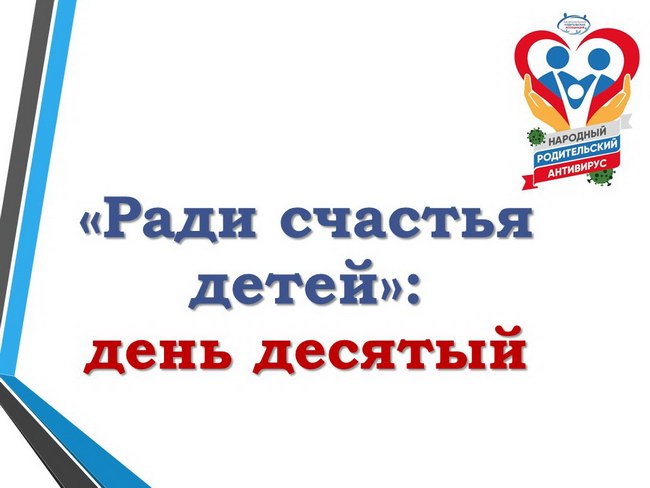 НАРОДНЫЙ
РОДИТЕЛЬСКИЙ
АНТИВИРУС
«Ради счастья
детей»:
день десятый